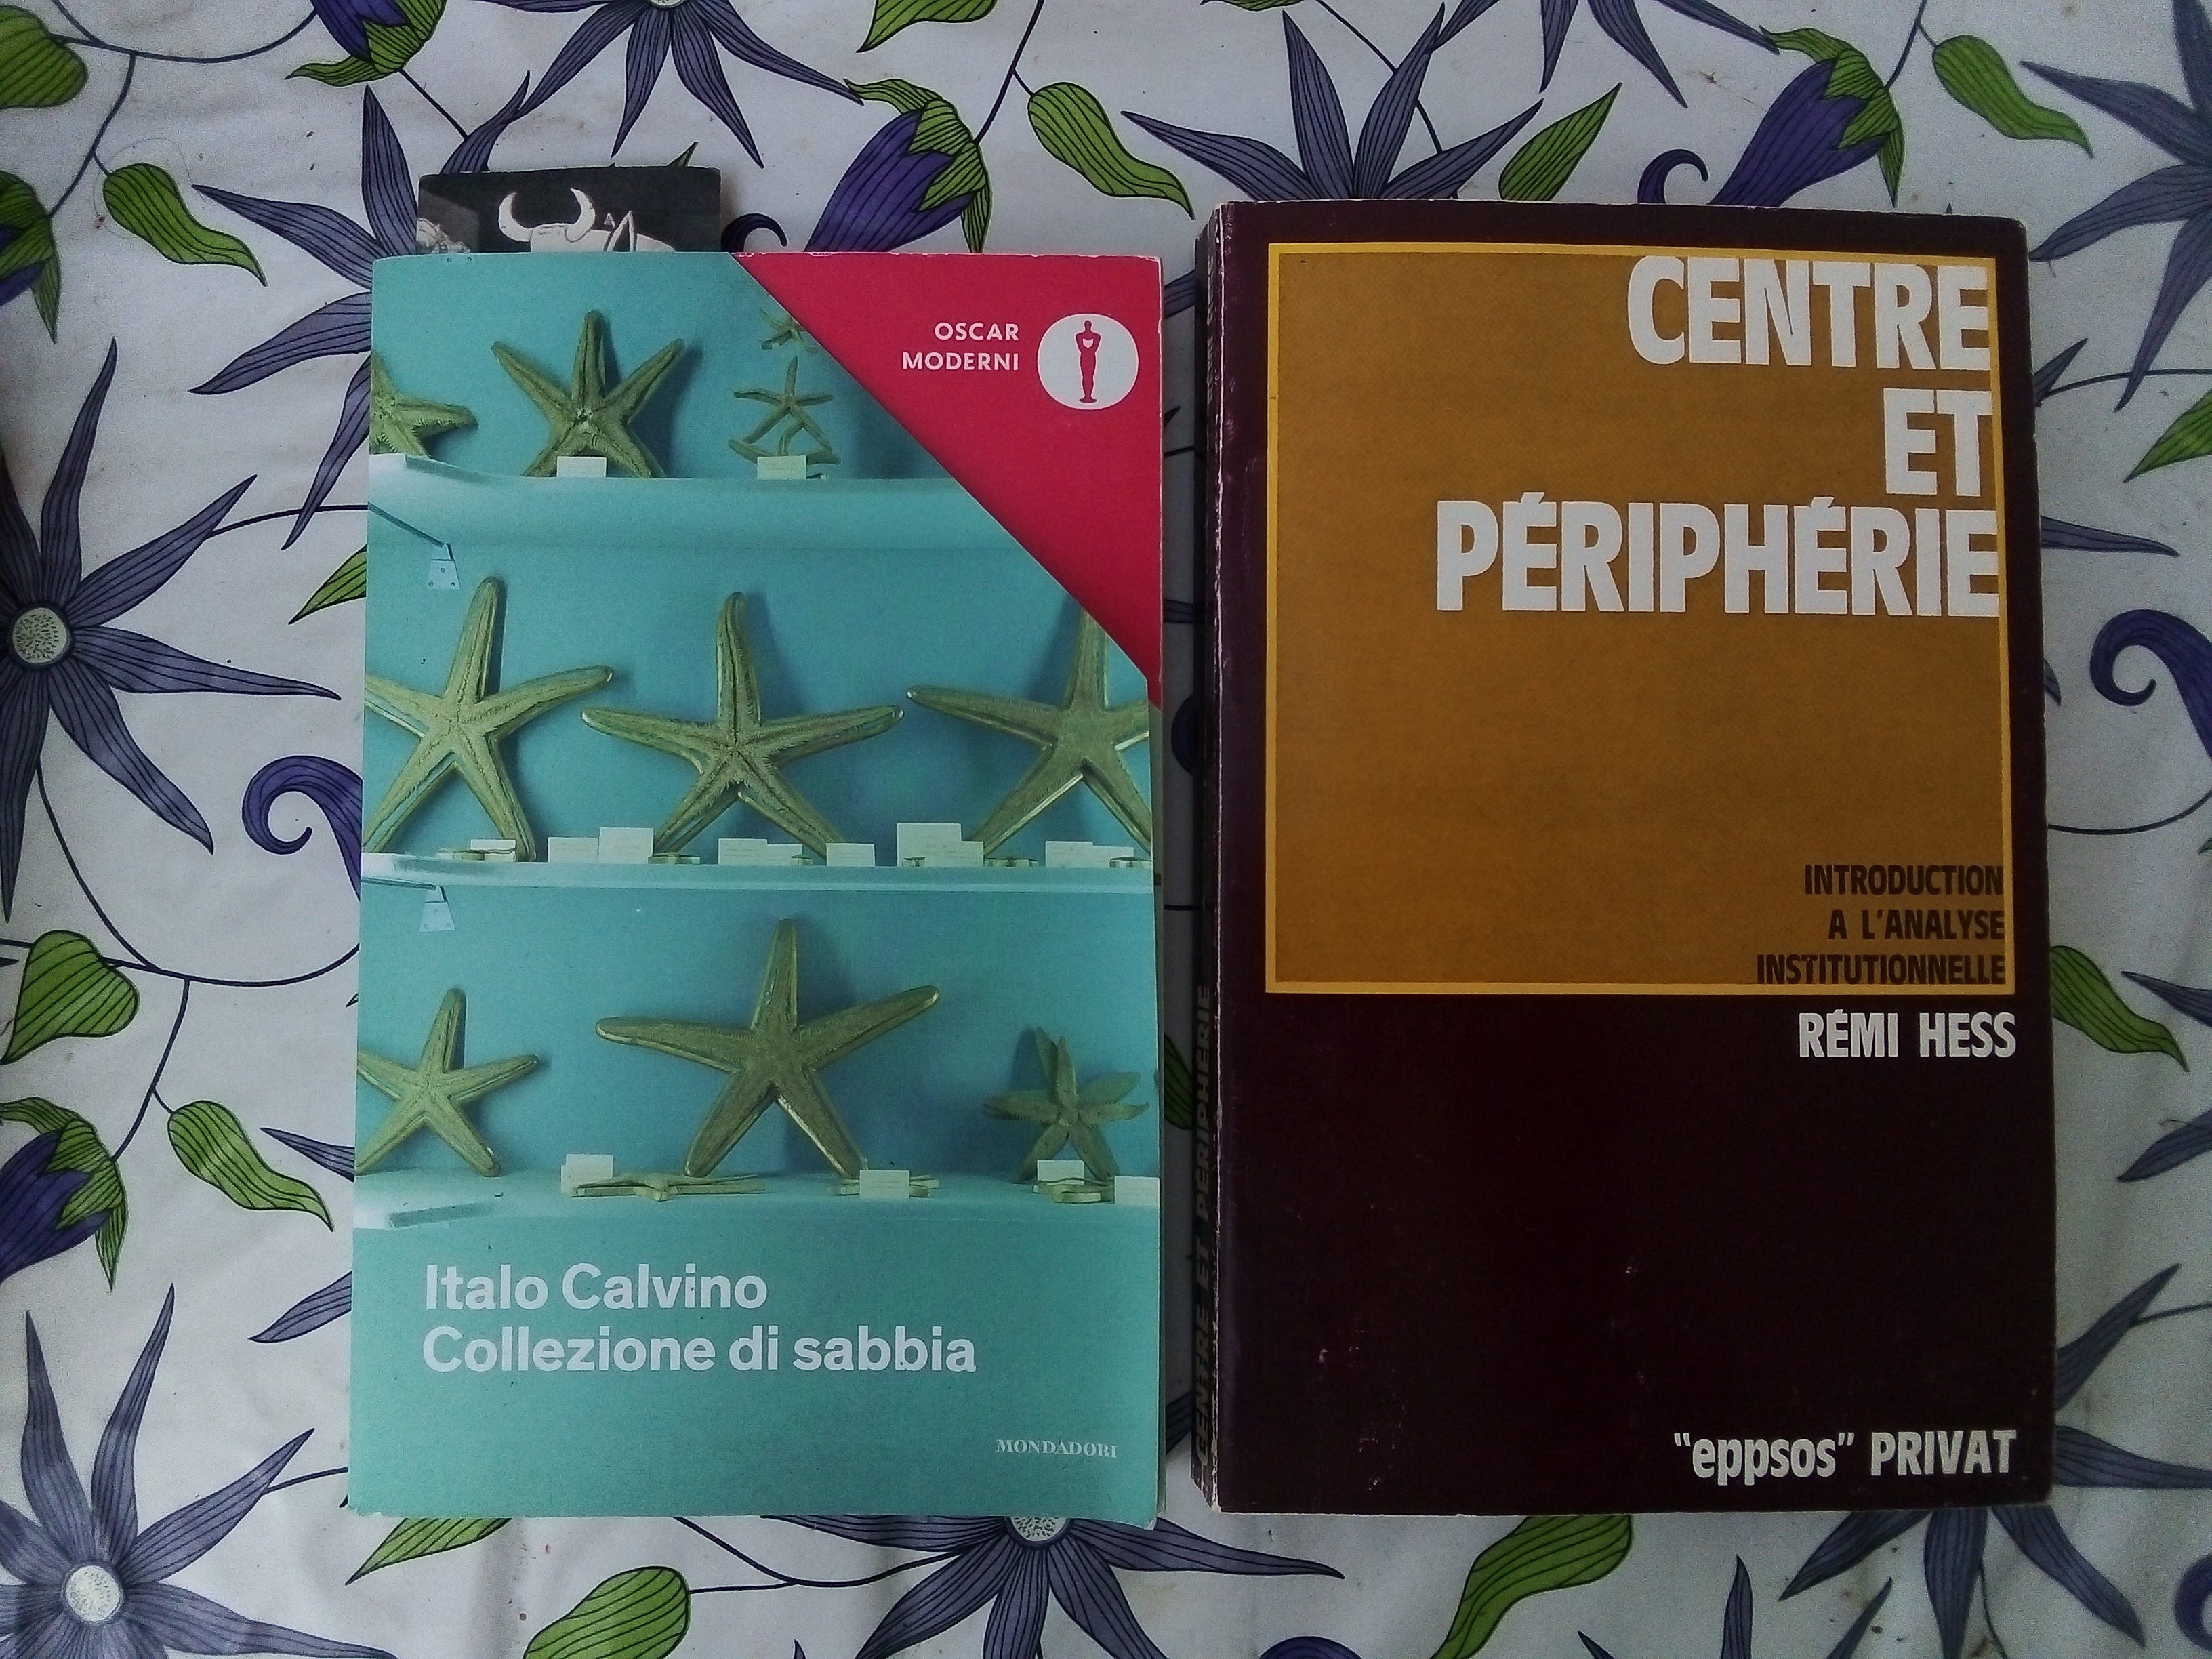 OSCAR
MODERNI
Italo Calvino
Collezione di sabbia
MONDADORI
CENTRE
ET
PÉRIPHÉRIE
INTRODUCTION
A L'ANALYSE
INSTITUTIONNELLE
RÉMI HESS
"eppsos" PRIVAT
CENTRE ET PERIPHERIE